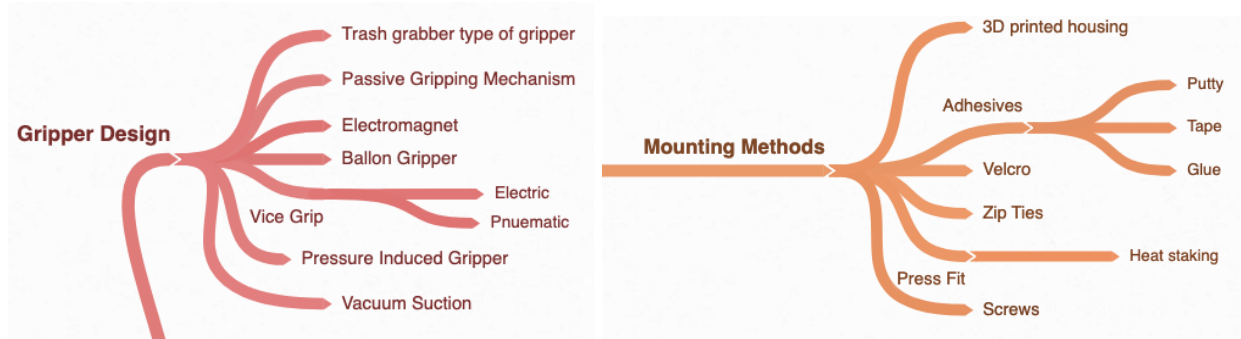 Trash grabber type of gripper
Passive Gripping Mechanism
Gripper Design
Electromagnet
Ballon Gripper
Electric
Vice Grip
Pnuematic
Pressure Induced Gripper
Vacuum Suction
3D printed housing
Adhesives
Putty
Tape
Glue
Mounting Methods
Velcro
Zip Ties
Heat staking
Press Fit
Screws